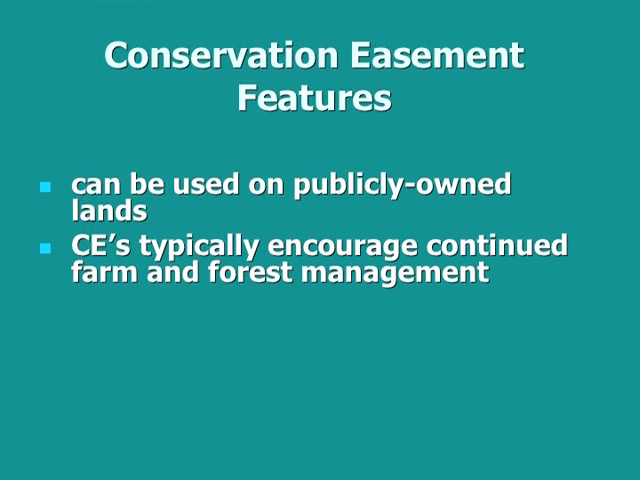 Conservation Easement
Features
can be used on publicly-owned
lands
CE’s typically encourage continued
farm and forest management